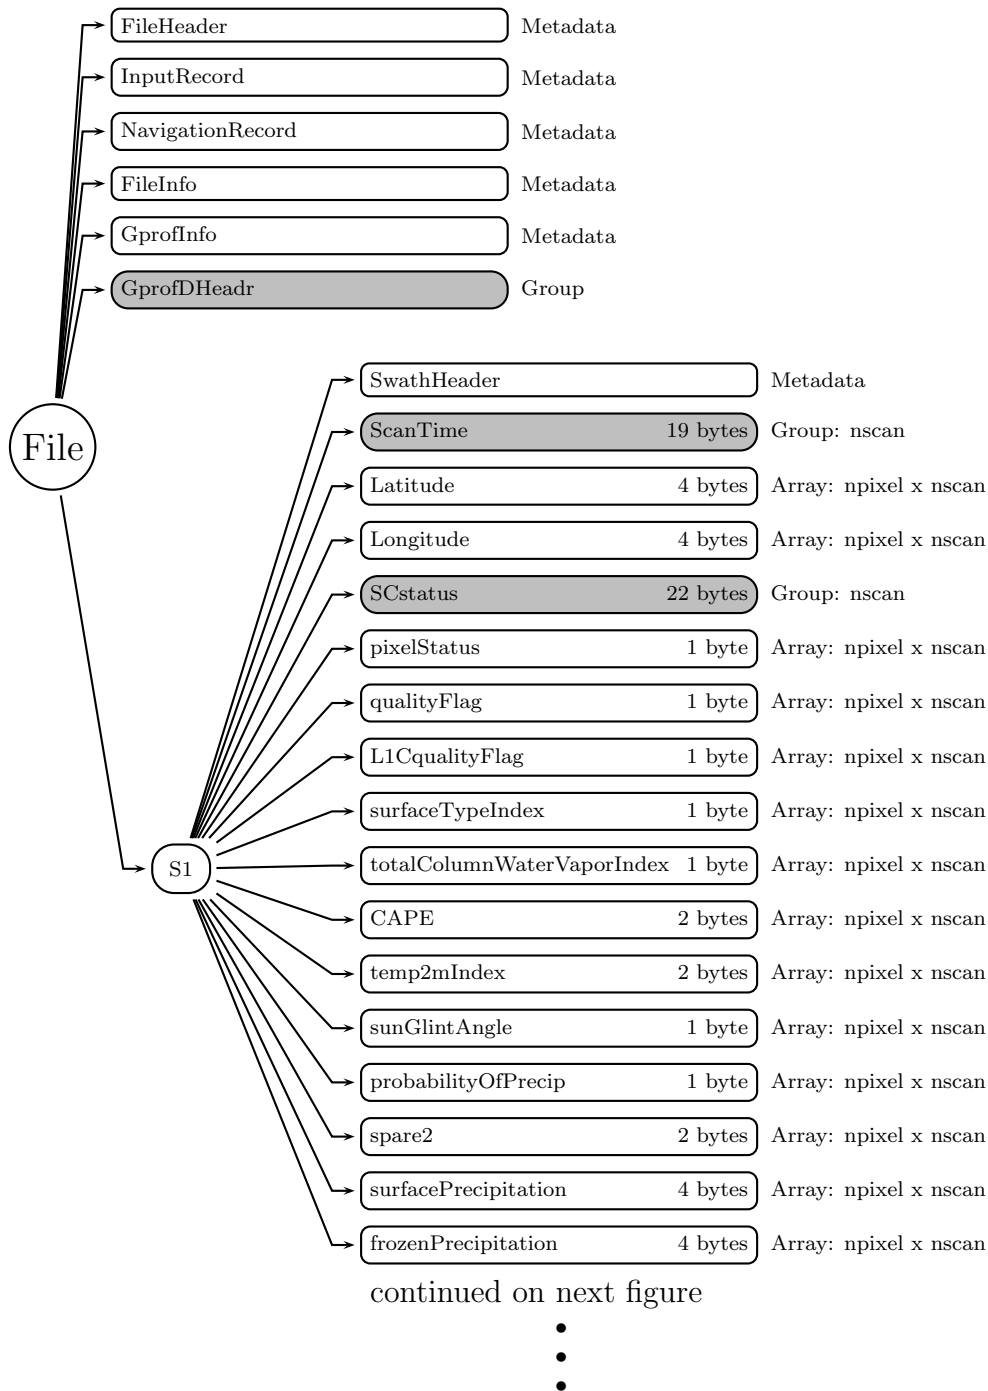 FileHeader Metadata
InputRecord Metadata
NavigationRecord Metadata
FileInfo Metadata
GprofInfo Metadata
GprofDHeadr Group
File
SwathHeader Metadata
ScanTime 19 bytes Group: nscan
Latitude 4 bytes Array: npixel x nscan
Longitude 4 bytes Array: npixel x nscan
SCstatus 22 bytes Group: nscan
pixelStatus 1 byte Array: npixel x nscan
qualityFlag 1 byte Array: npixel x nscan
L1CqualityFlag 1 byte Array: npixel x nscan
surfaceTypeIndex 1 byte Array: npixel x nscan
S1
totalColumnWaterVaporIndex 1 byte Array: npixel x nscan
CAPE 2 bytes Array: npixel x nscan
temp2mIndex 2 bytes Array: npixel x nscan
sunGlintAngle 1 byte Array: npixel x nscan
probabilityOfPrecip 1 byte Array: npixel x nscan
spare2 2 bytes Array: npixel x nscan
surfacePrecipitation 4 bytes Array: npixel x nscan
frozenPrecipitation 4 bytes Array: npixel x nscan
continued on next figure